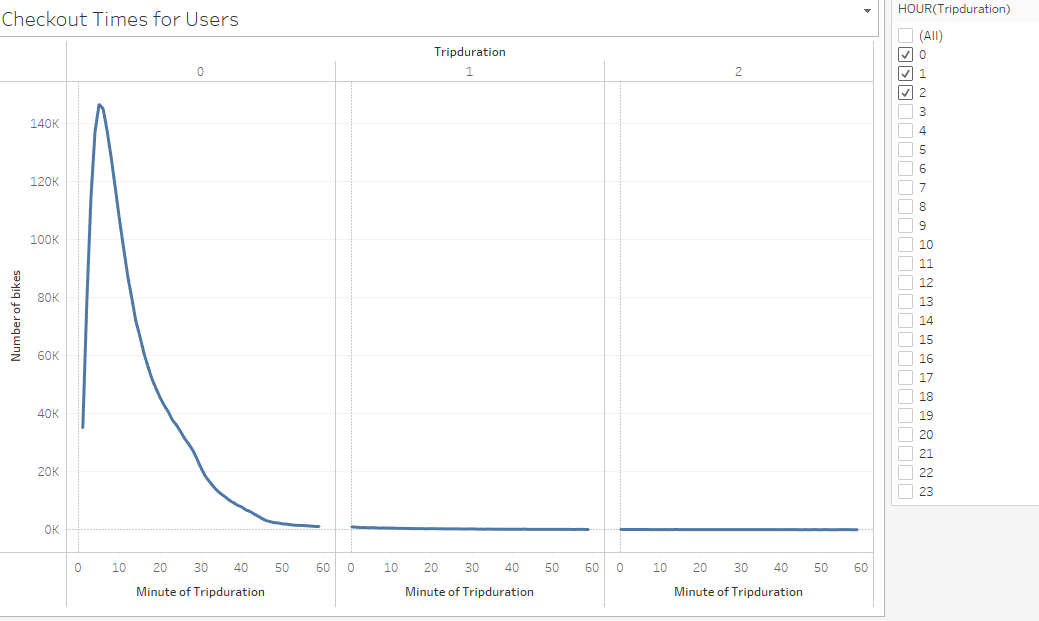 Checkout Times for Users
Tripduration
0 1 2
Number of bikes
140K
120K
100K
80K
60K
40K
20K
0K
0 10 20 30 40 50 60 0 10 20 30 40 50 60 0 10 20 30 40 50 60
Minute of Tripduration Minute of Tripduration Minute of Tripduration
HOUR(Tripduration)
(All)
0
1
2
3
4
5
6
7
8
9
10
11
12
13
14
15
16
17
18
19
20
21
22
23